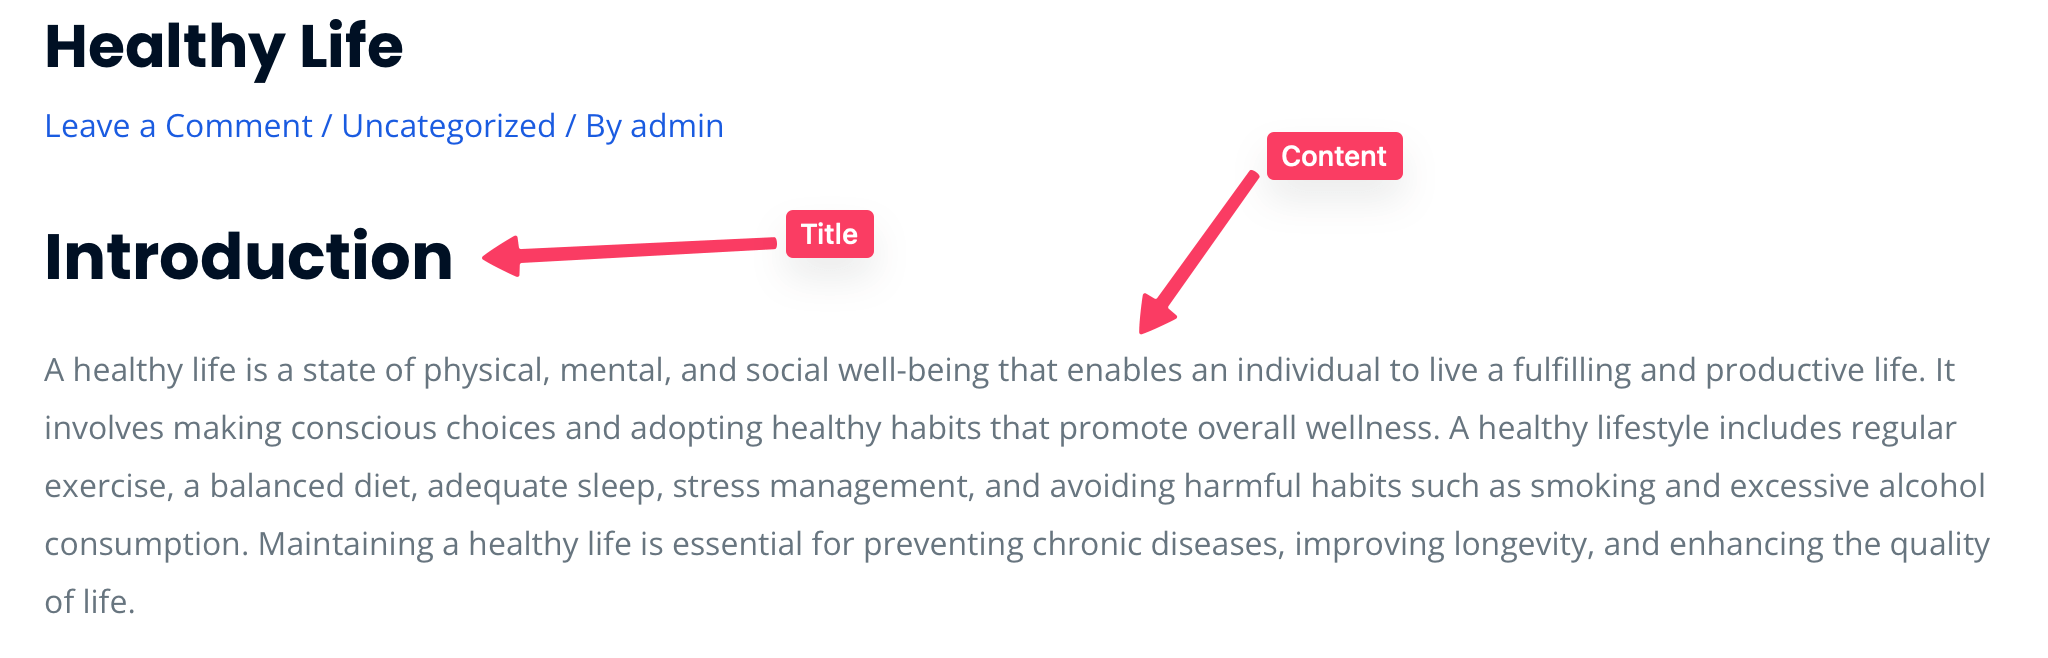 Healthy Life
Leave a Comment / Uncategorized / By admin
Content
Title
Introduction
A healthy life is a state of physical, mental, and social well-being that enables an individual to live a fulfilling and productive life. It
involves making conscious choices and adopting healthy habits that promote overall wellness. A healthy lifestyle includes regular
exercise, a balanced diet, adequate sleep, stress management, and avoiding harmful habits such as smoking and excessive alcohol
consumption. Maintaining a healthy life is essential for preventing chronic diseases, improving longevity, and enhancing the quality
of life.